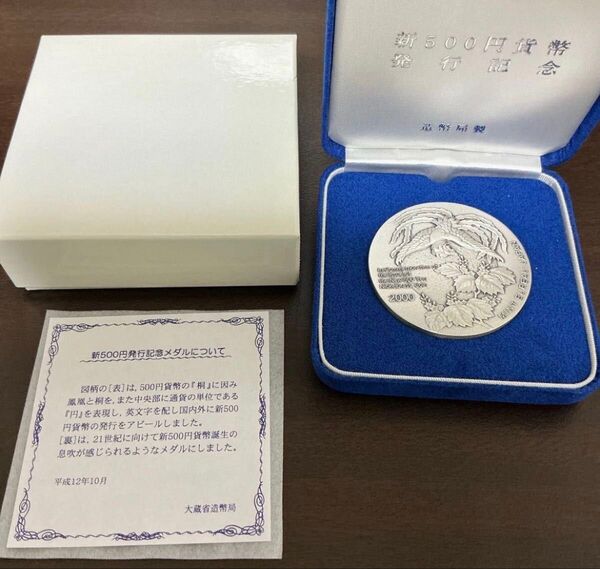 新500円貨幣
発行記念
造幣局製
2000
JAPAN
新500円発行記念メダルについて
図柄の[表]は,500円貨幣の『桐』に因み
鳳凰と桐を,また中央部に通貨の単位である
『円』を表現し,英文字を配し国内外に新500
円貨幣の発行をアピールしました。
[裏]は,21世紀に向けて新500円貨幣誕生の
息吹が感じられるようなメダルにしました。
平成12年10月
大蔵省造幣局